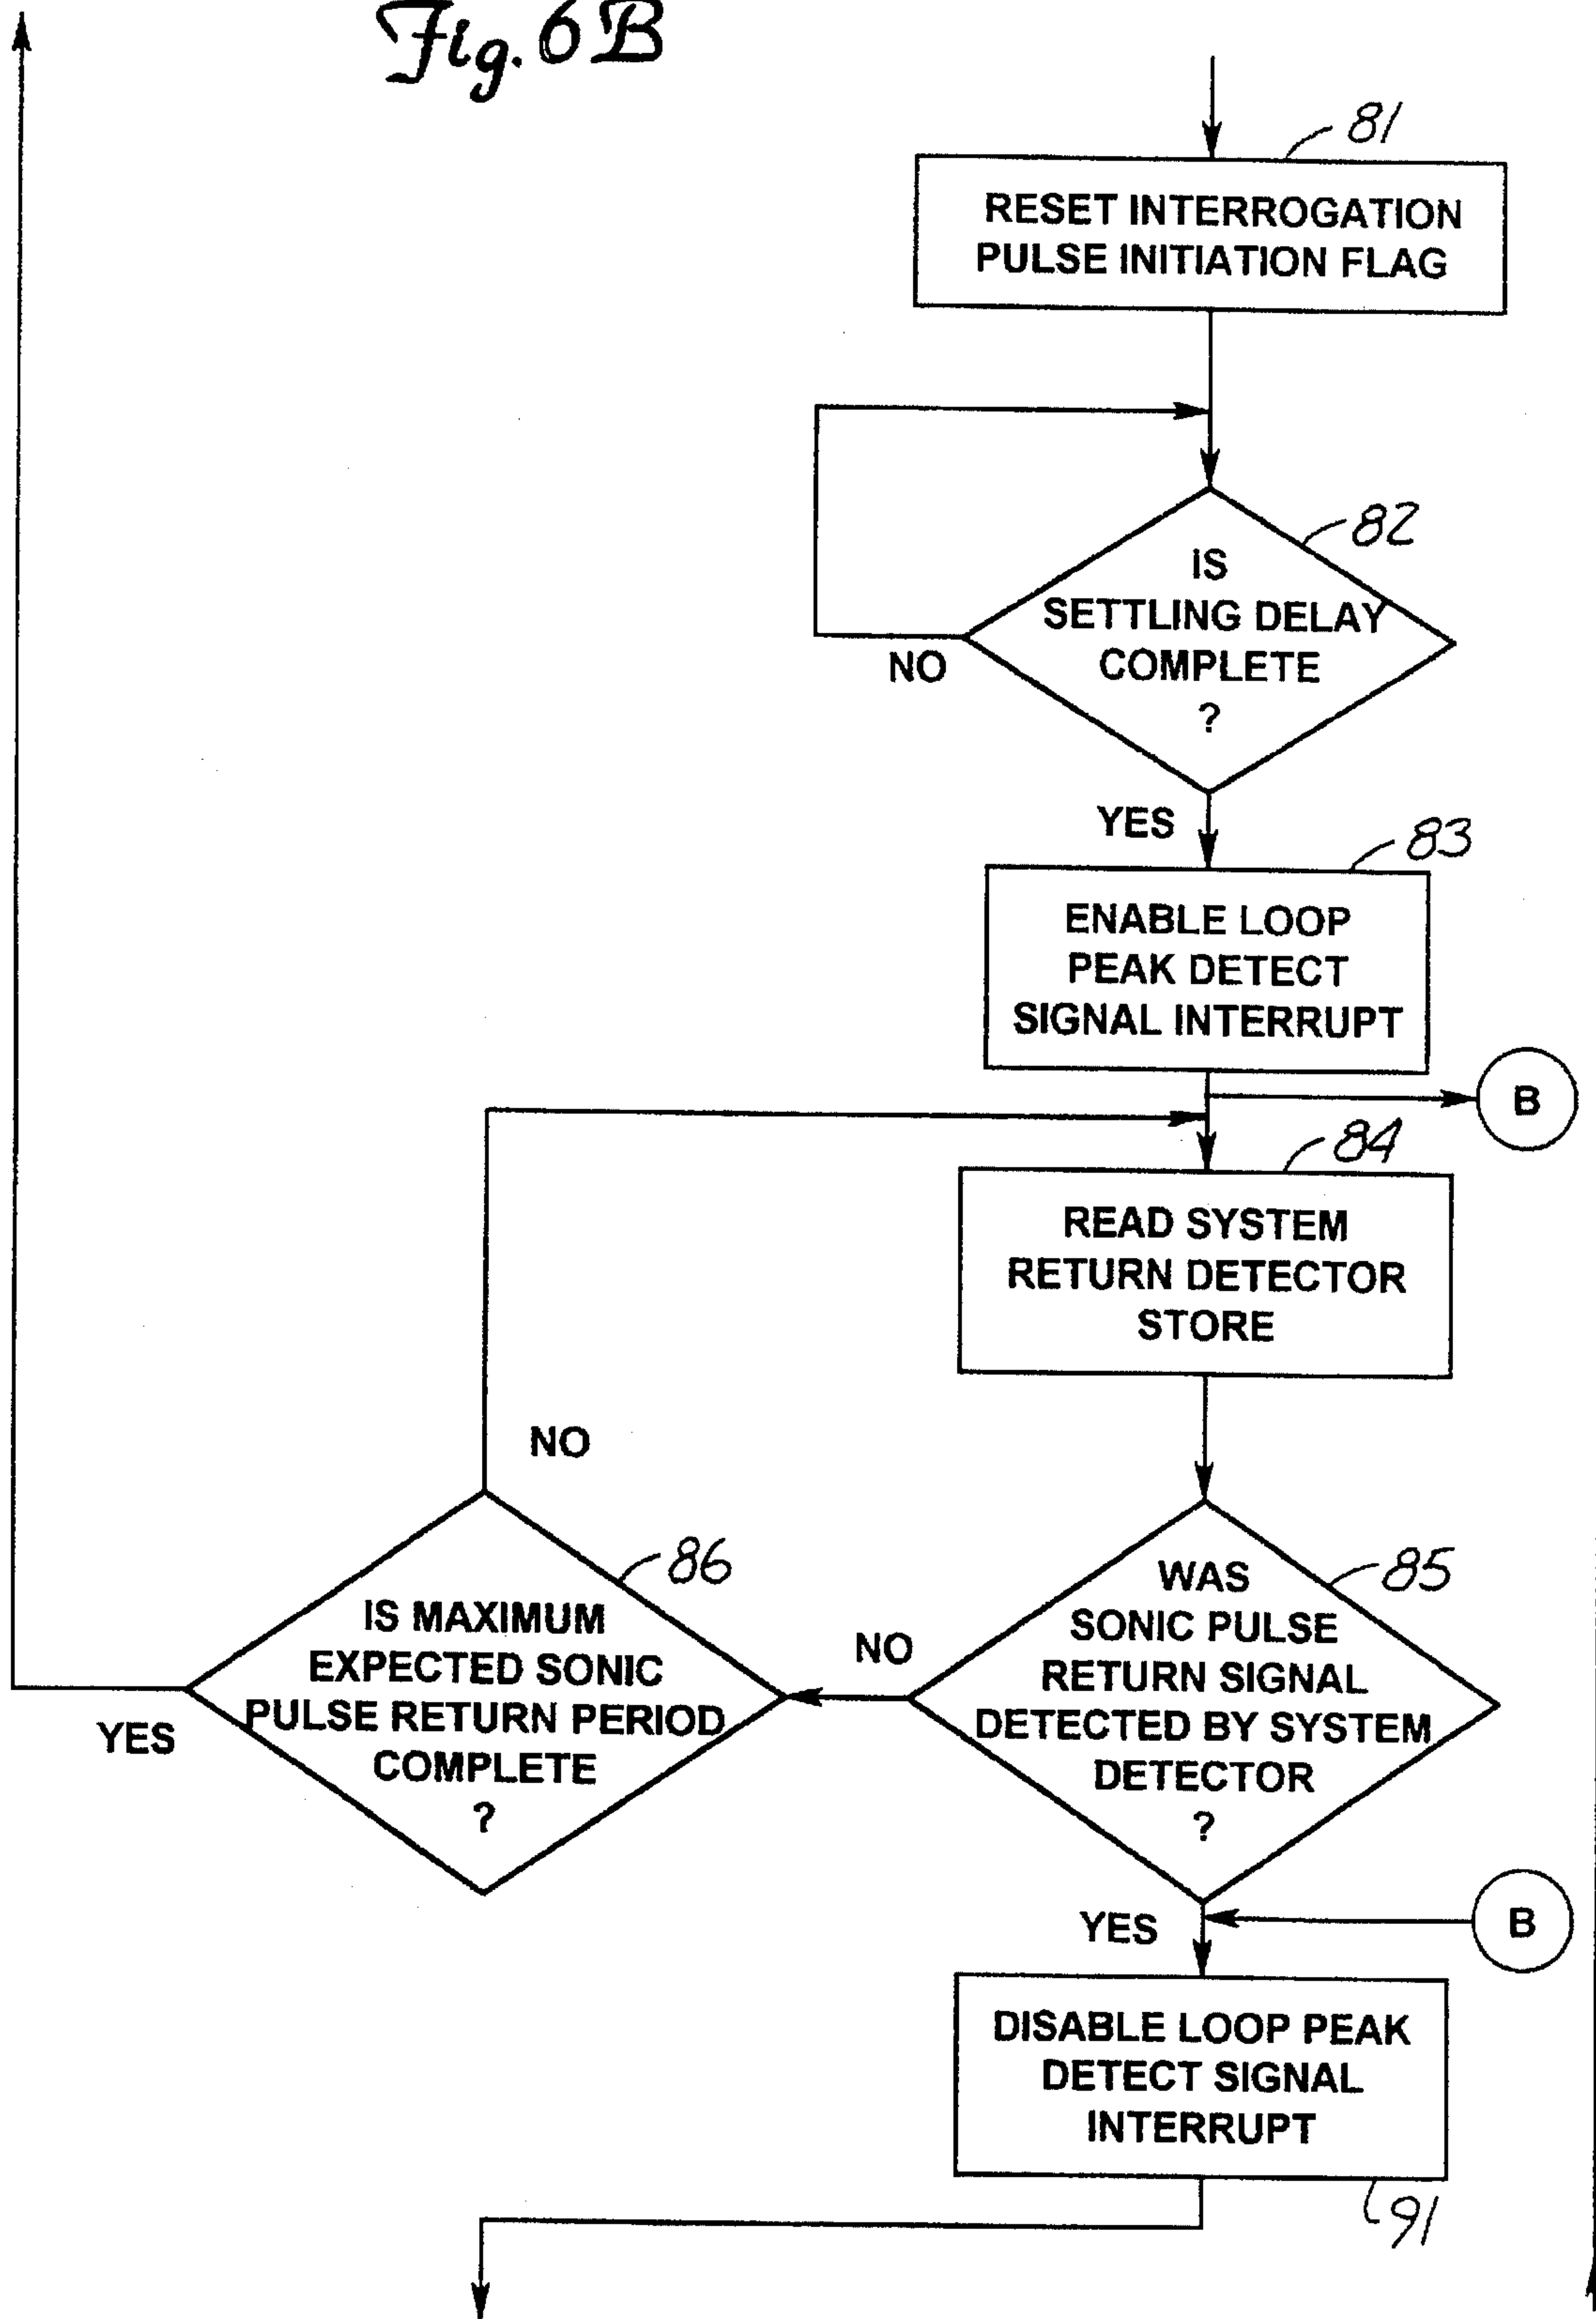 Fig. 6B
81
RESET INTERROGATION
PULSE INITIATION FLAG
82
IS
SETTLING DELAY
COMPLETE
?
NO
YES
83
ENABLE LOOP
PEAK DETECT
SIGNAL INTERRUPT
B
84
READ SYSTEM
RETURN DETECTOR
STORE
NO
86
IS MAXIMUM
EXPECTED SONIC
PULSE RETURN PERIOD
COMPLETE
?
YES
NO
85
WAS
SONIC PULSE
RETURN SIGNAL
DETECTED BY SYSTEM
DETECTOR
?
YES
B
DISABLE LOOP PEAK
DETECT SIGNAL
INTERRUPT
91